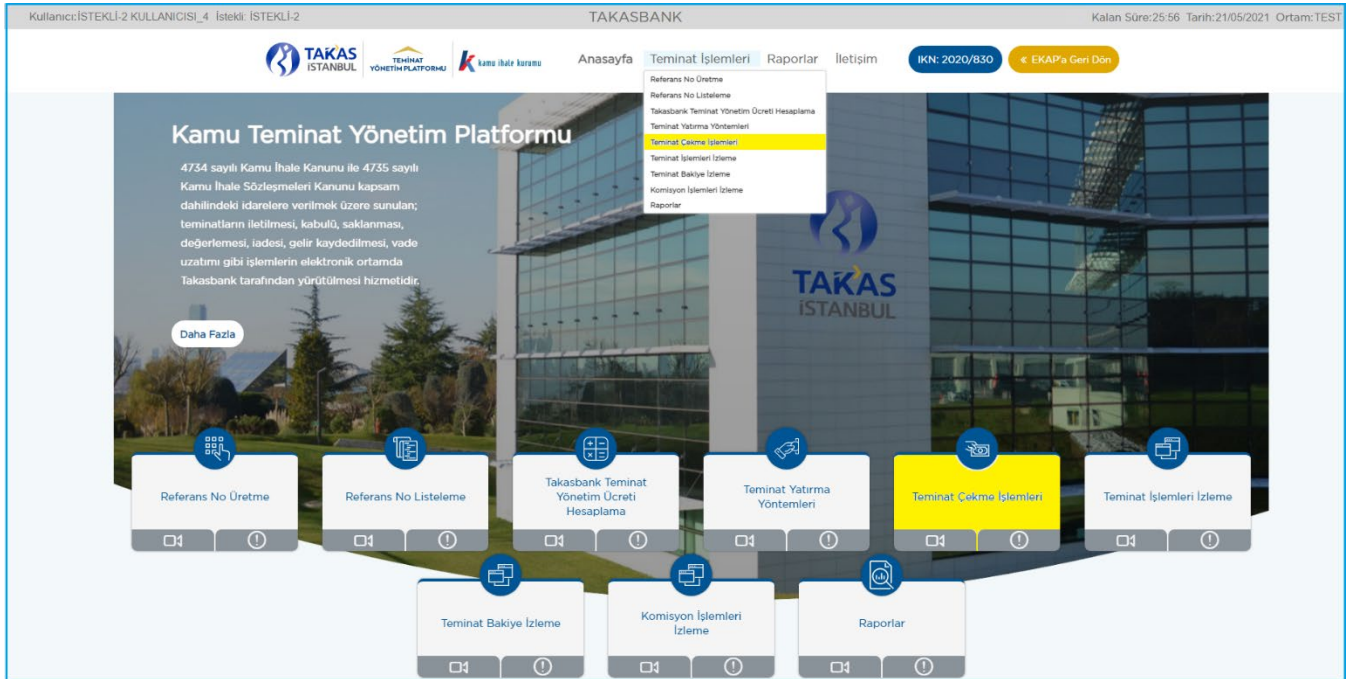 Kullanıcı:İSTEKLİ-2 KULLANICISI_4 İstekli: İSTEKLİ-2
TAKASBANK
Kalan Süre:25:56 Tarih:21/05/2021 Ortam:TEST
TAKAS
İSTANBUL
TEMİNAT
YÖNETİM PLATFORMU
kamu ihale kurumu
Anasayfa
Teminat İşlemleri
Raporlar
İletişim
IKN: 2020/830
« EKAP'a Geri Dön
Referans No Üretme
Referans No Listeleme
Takasbank Teminat Yönetim Ücreti Hesaplama
Teminat Yatırma Yöntemleri
Teminat Çekme İşlemleri
Teminat İşlemleri İzleme
Teminat Bakiye İzleme
Komisyon İşlemleri İzleme
Raporlar
Kamu Teminat Yönetim Platformu
4734 sayılı Kamu İhale Kanunu ile 4735 sayılı
Kamu İhale Sözleşmeleri Kanunu kapsam
dahilindeki idarelere verilmek üzere sunulan;
teminatların iletilmesi, kabulü, saklanması,
değerlemesi, iadesi, gelir kaydedilmesi, vade
uzatımı gibi işlemlerin elektronik ortamda
Takasbank tarafından yürütülmesi hizmetidir.
Daha Fazla
TAKAS
İSTANBUL
Referans No Üretme
Referans No Listeleme
Takasbank Teminat
Yönetim Ücreti
Hesaplama
Teminat Yatırma
Yöntemleri
Teminat Çekme İşlemleri
Teminat İşlemleri İzleme
Teminat Bakiye İzleme
Komisyon İşlemleri
İzleme
Raporlar